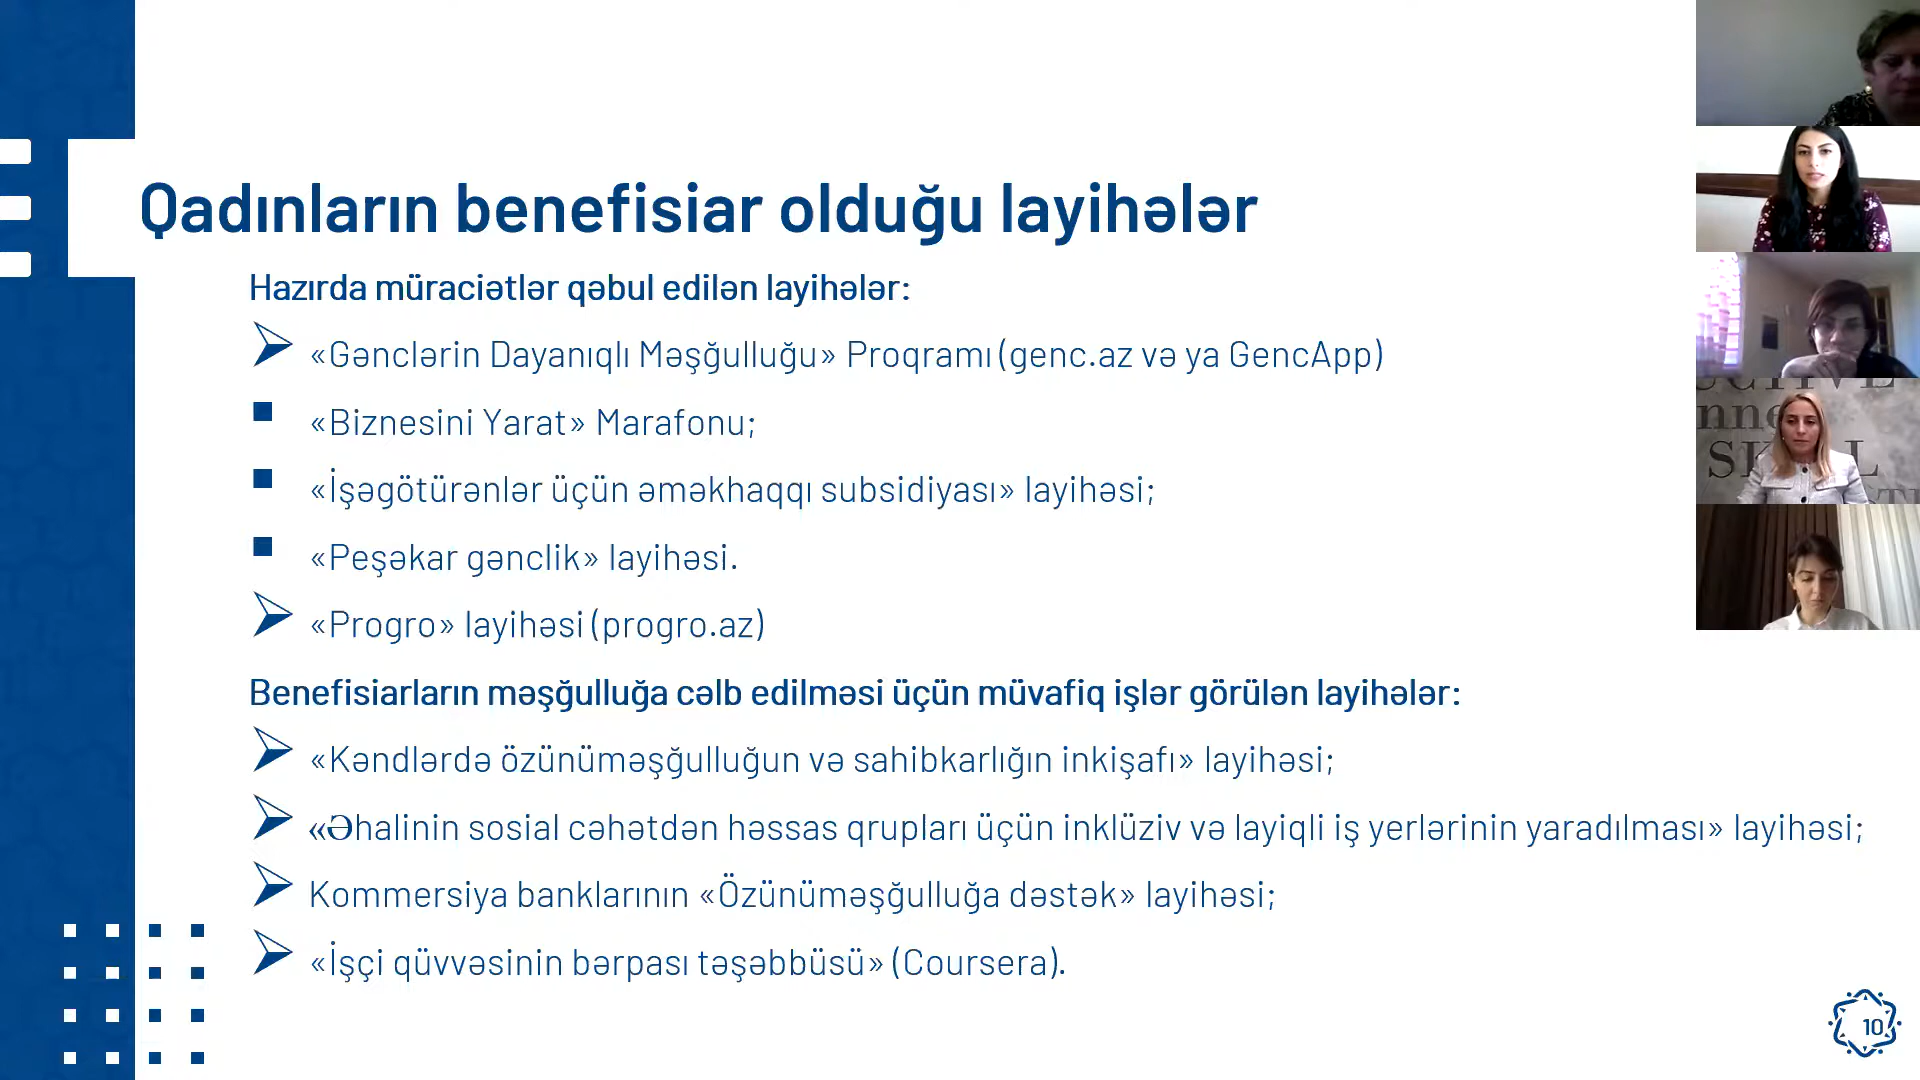 Qadınların benefisiar olduğu layihələr
Hazırda müraciətlər qəbul edilən layihələr:
«Gənclərin Dayanıqlı Məşğulluğu» Proqramı (genc.az və ya GencApp)
«Biznesini Yarat» Marafonu;
«İşəgötürənlər üçün əməkhaqqı subsidiyası» layihəsi;
«Peşəkar gənclik» layihəsi.
«Progro» layihəsi (progro.az)
Benefisiarların məşğulluğa cəlb edilməsi üçün müvafiq işlər görülən layihələr:
«Kəndlərdə özünüməşğulluğun və sahibkarlığın inkişafı» layihəsi;
«Əhalinin sosial cəhətdən həssas qrupları üçün inklüziv və layiqli iş yerlərinin yaradılması» layihəsi;
Kommersiya banklarının «Özünüməşğulluğa dəstək» layihəsi;
«İşçi qüvvəsinin bərpası təşəbbüsü» (Coursera).
10